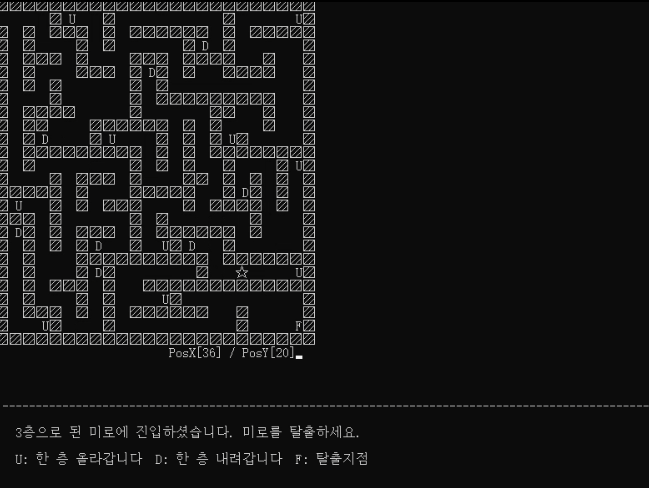 U U
D
D
D U U
U
D
U
D D U D
D U
U
U F
PosX[36] / PosY[20]
3층으로 된 미로에 진입하셨습니다. 미로를 탈출하세요.
U: 한 층 올라갑니다 D: 한 층 내려갑니다 F: 탈출지점